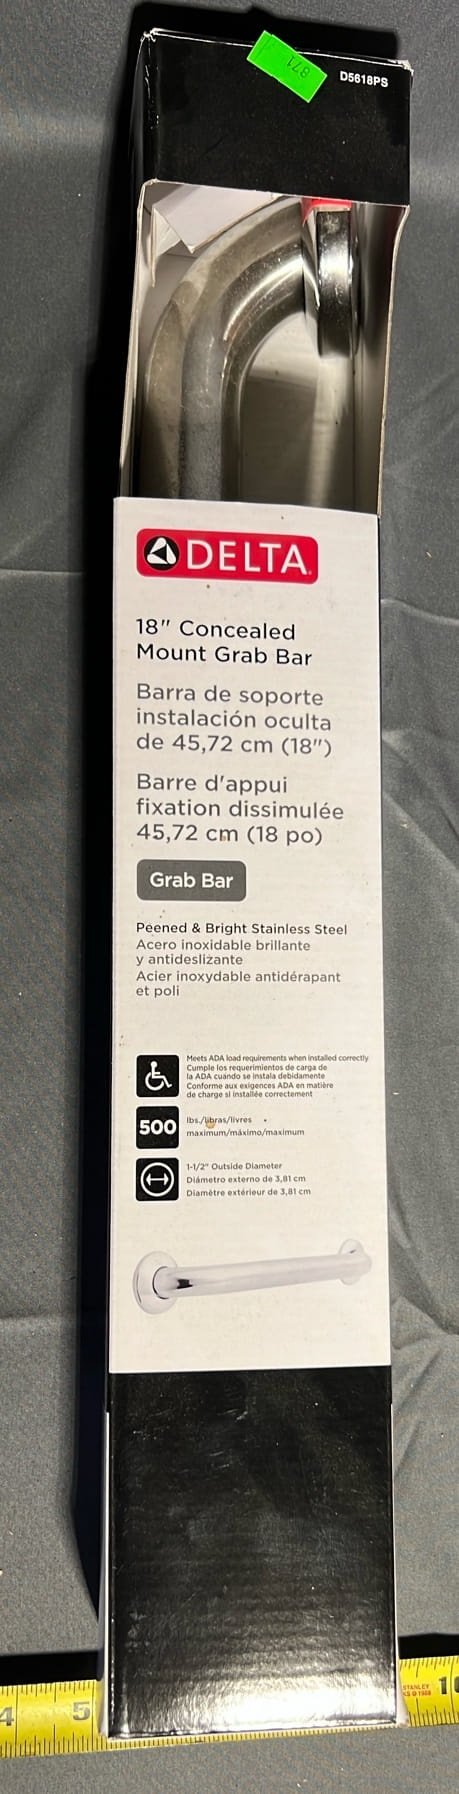 871
D5618PS
DELTA
18" Concealed
Mount Grab Bar
Barra de soporte
instalación oculta
de 45,72 cm (18")
Barre d'appui
fixation dissimulée
45,72 cm (18 po)
Grab Bar
Peened & Bright Stainless Steel
Acero inoxidable brillante
y antideslizante
Acier inoxydable antidérapant
et poli
Meets ADA load requirements when installed correctly
Cumple los requerimientos de carga de
la ADA cuando se instala debidamente
Conforme aux exigences ADA en matière
de charge si installée correctement
500
lbs./libras/livres
maximum/máximo/maximum
1-1/2" Outside Diameter
Diámetro externo de 3,81 cm
Diamètre extérieur de 3,81 cm
4 5
STANLEY
10